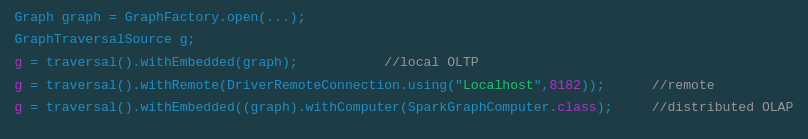 Graph graph = GraphFactory.open(...);
GraphTraversalSource g;
g = traversal().withEmbedded(graph); //local OLTP
g = traversal().withRemote(DriverRemoteConnection.using("Localhost",8182)); //remote
g = traversal().withEmbedded((graph).withComputer(SparkGraphComputer.class); //distributed OLAP